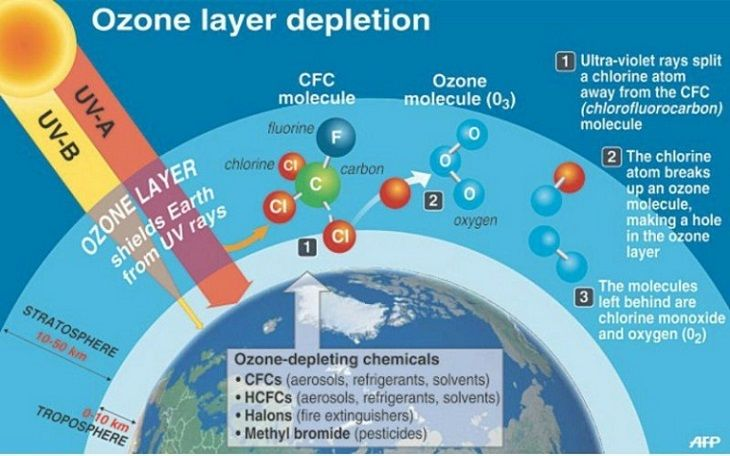 Ozone layer depletion
UV-A
UV-B
OZONE LAYER
shields Earth
from UV rays
CFC
molecule
fluorine
F
chlorine
Cl
carbon
C
Cl
Cl
1
Ozone
molecule (03)
O
O
O
2
oxygen
1 Ultra-violet rays split
a chlorine atom
away from the CFC
(chlorofluorocarbon)
molecule
2 The chlorine
atom breaks
up an ozone
molecule,
making a hole
in the ozone
layer
3 The molecules
left behind are
chlorine monoxide
and oxygen (02)
STRATOSPHERE
10-50 km
0-10 km
TROPOSPHERE
Ozone-depleting chemicals
• CFCs (aerosols, refrigerants, solvents)
• HCFCs (aerosols, refrigerants, solvents)
• Halons (fire extinguishers)
• Methyl bromide (pesticides)
AFP